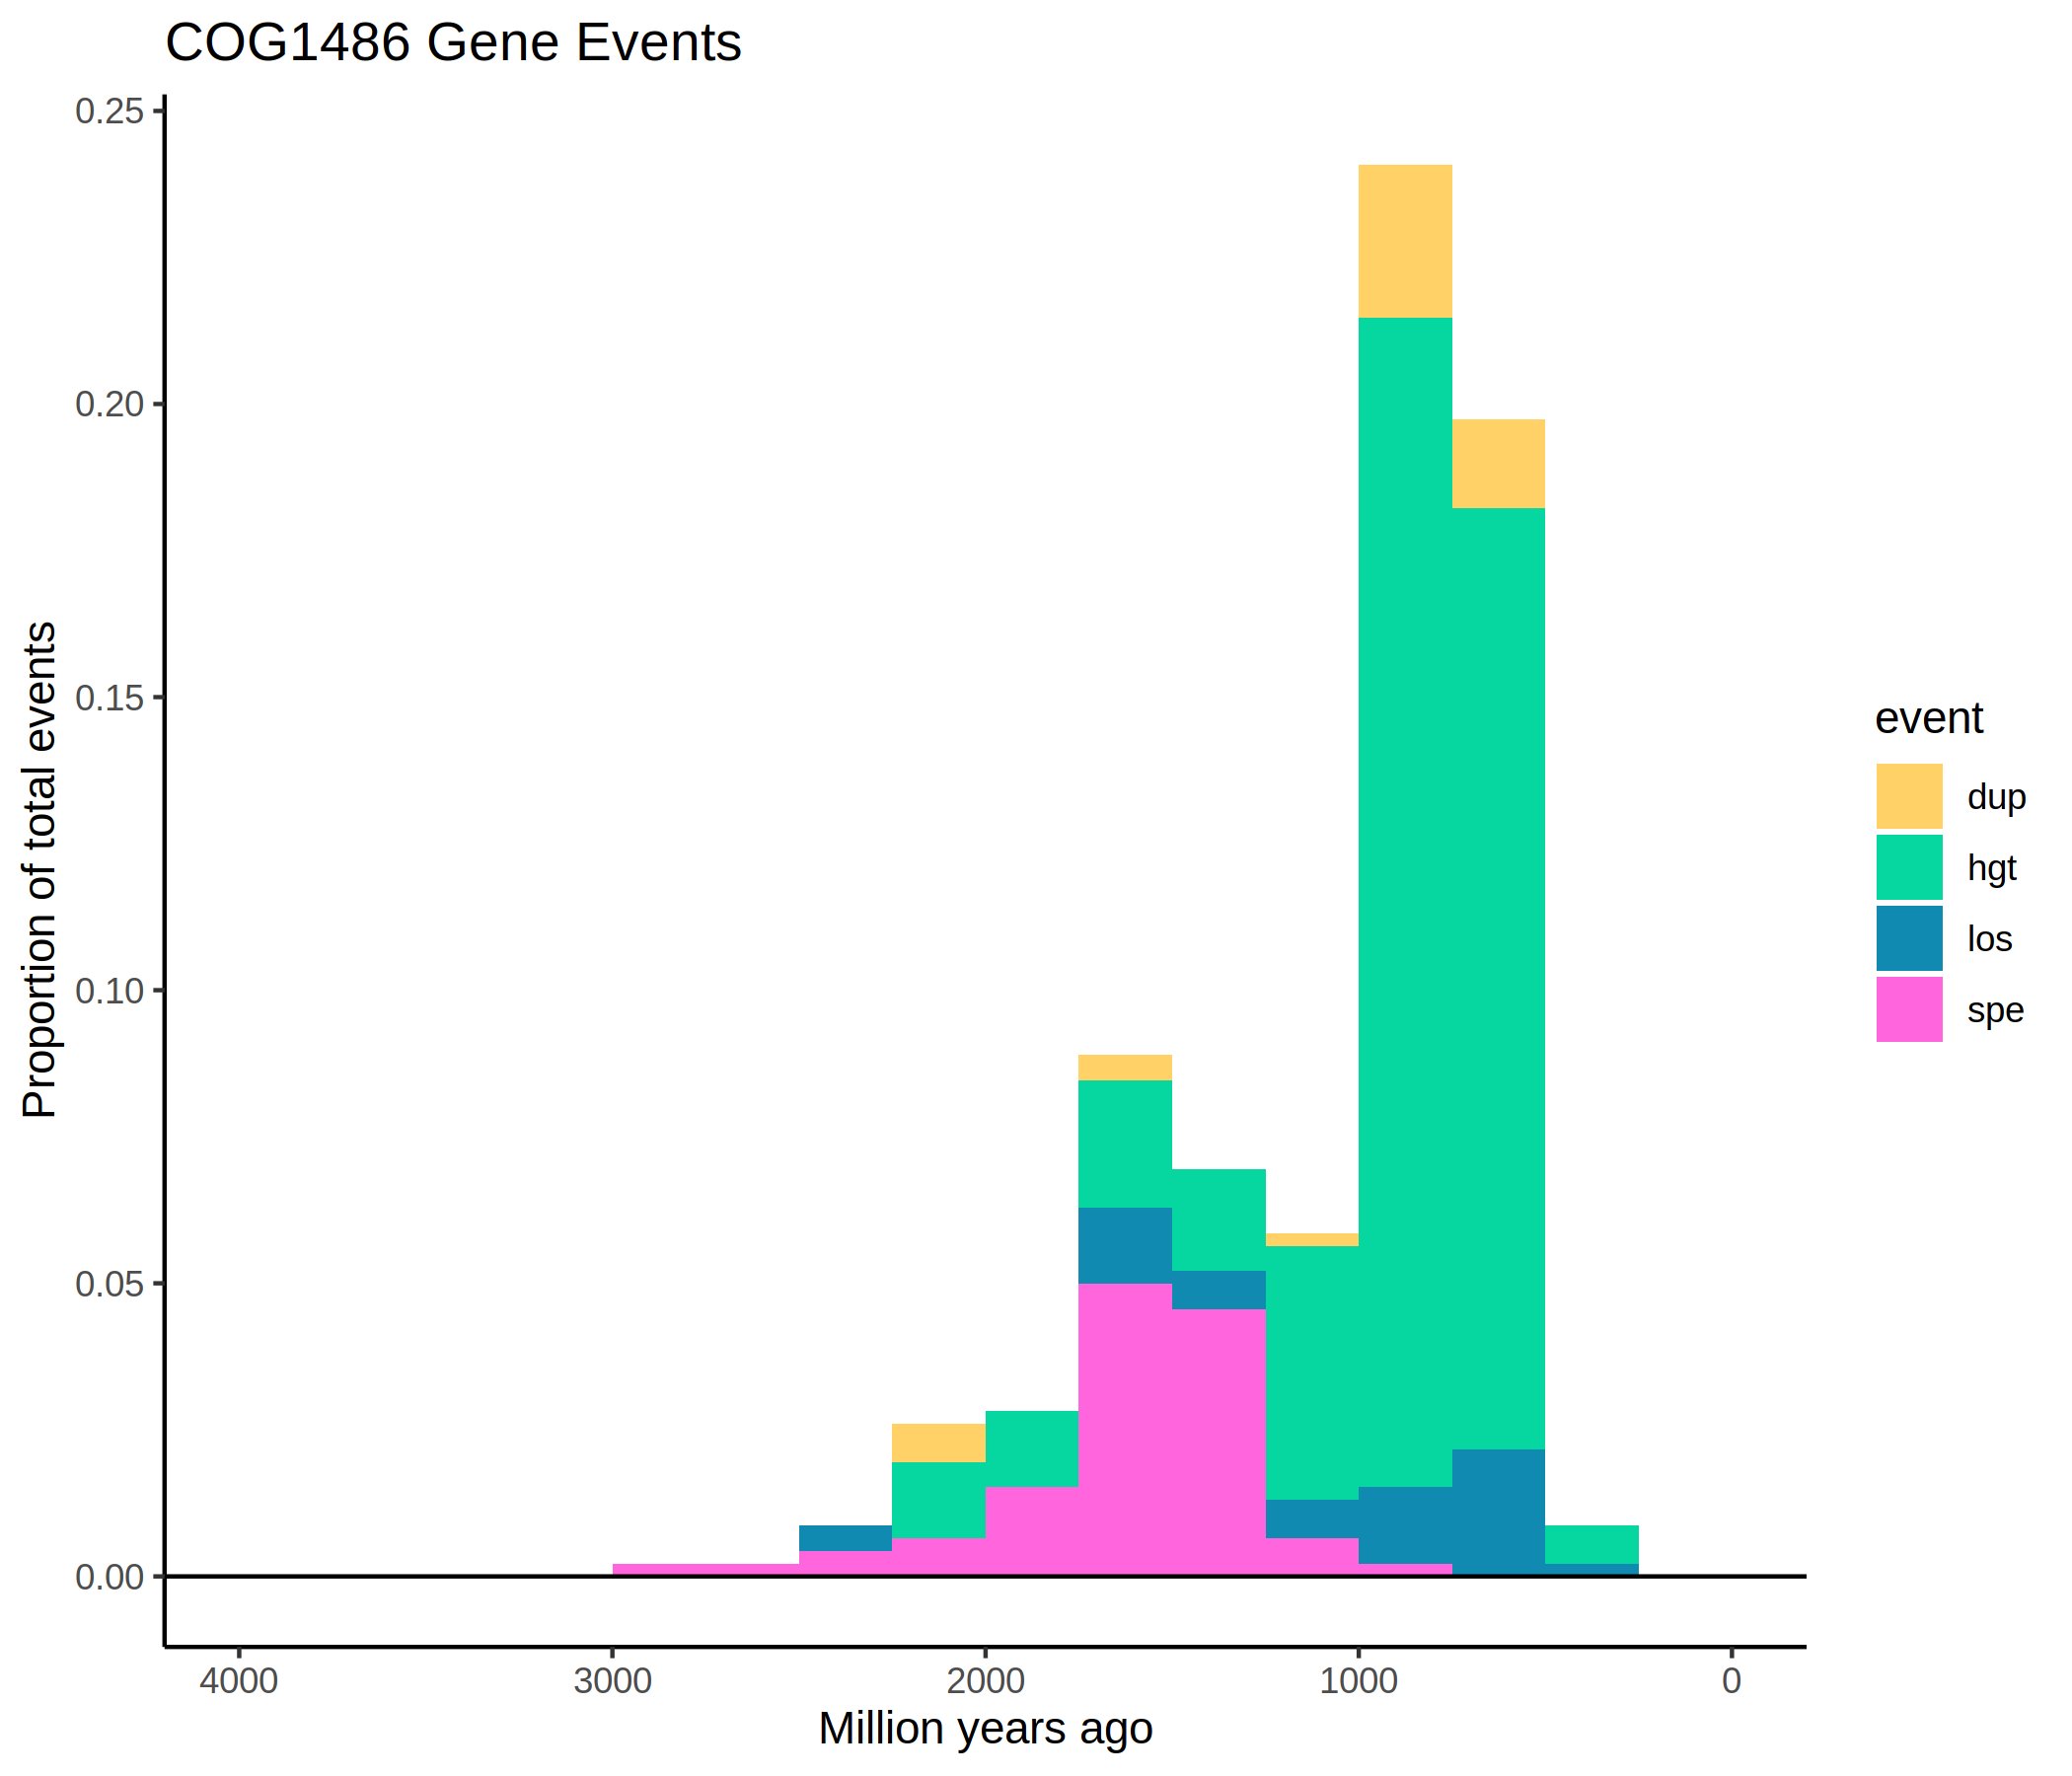 COG1486 Gene Events
0.25
0.20
0.15
0.10
0.05
0.00
Proportion of total events
4000 3000 2000 1000 0
Million years ago
event
dup
hgt
los
spe